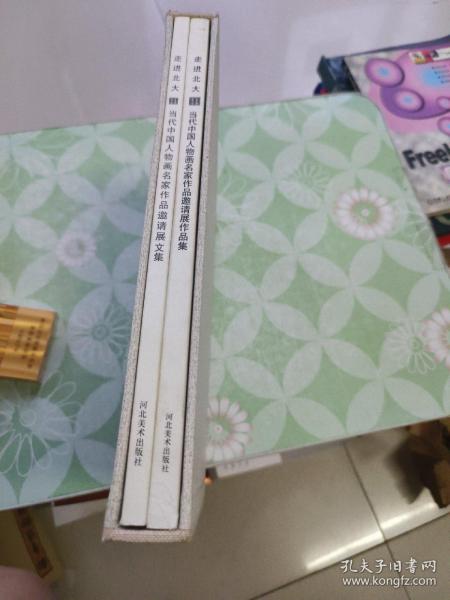 走进北大 当代中国人物画名家作品邀请展文集
河北美术出版社
走进北大 当代中国人物画名家作品邀请展作品集
河北美术出版社
Freel
孔夫子旧书网
www.kongfz.com